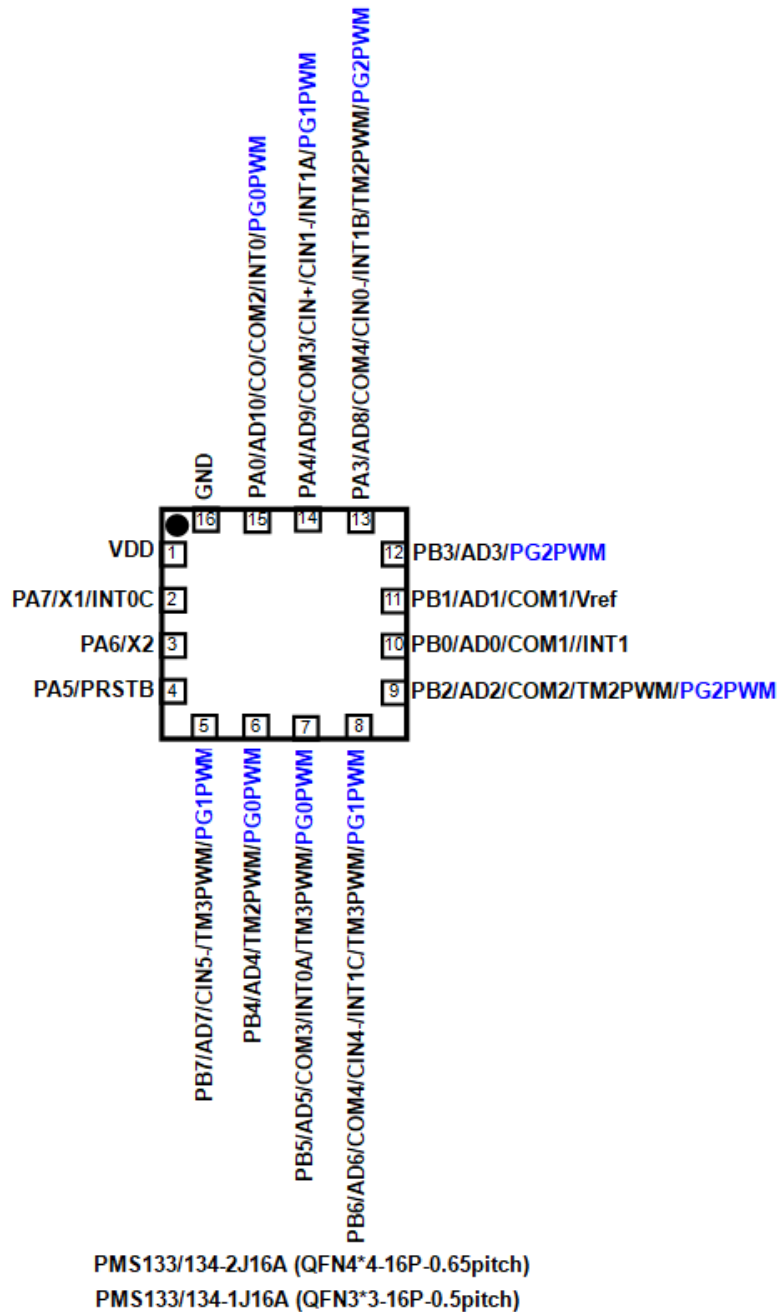 PA0/AD10/CO/COM2/INT0/PG0PWM
PA4/AD9/COM3/CIN+/CIN1-/INT1A/PG1PWM
PA3/AD8/COM4/CIN0-/INT1B/TM2PWM/PG2PWM
GND
16
15
14
13
VDD
1
12
PB3/AD3/PG2PWM
PA7/X1/INT0C
2
11
PB1/AD1/COM1/Vref
PA6/X2
3
10
PB0/AD0/COM1//INT1
PA5/PRSTB
4
9
PB2/AD2/COM2/TM2PWM/PG2PWM
5
6
7
8
PB7/AD7/CIN5-/TM3PWM/PG1PWM
PB4/AD4/TM2PWM/PG0PWM
PB5/AD5/COM3/INT0A/TM3PWM/PG0PWM
PB6/AD6/COM4/CIN4-/INT1C/TM3PWM/PG1PWM
PMS133/134-2J16A (QFN4*4-16P-0.65pitch)
PMS133/134-1J16A (QFN3*3-16P-0.5pitch)